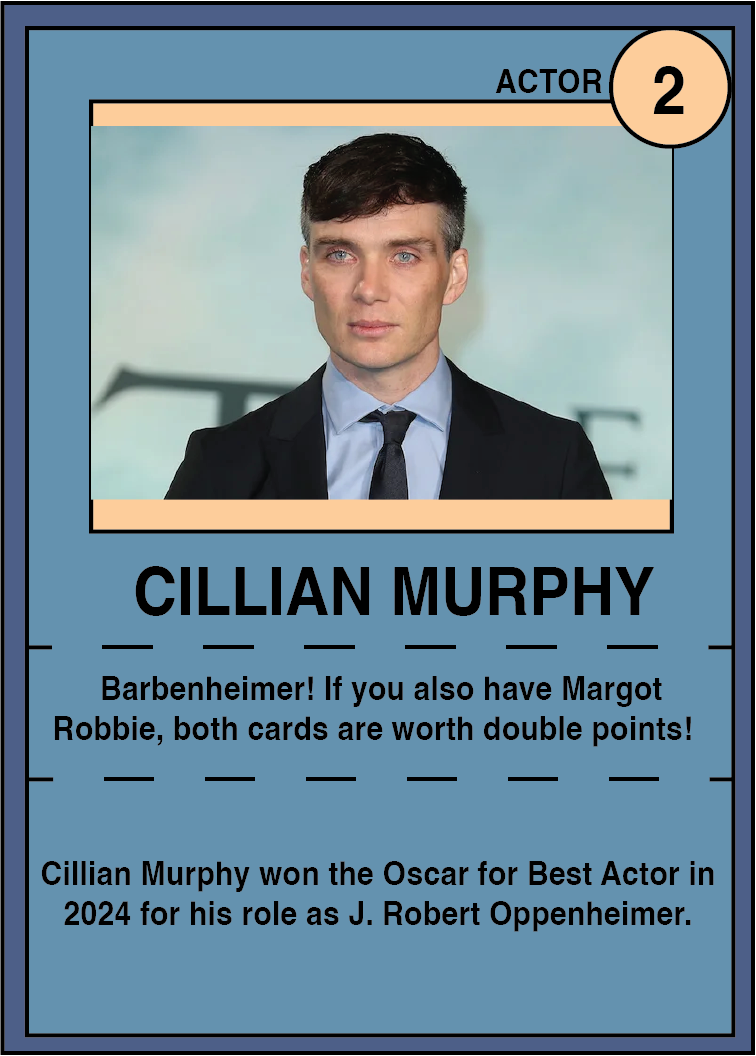 ACTOR 2
CILLIAN MURPHY
Barbenheimer! If you also have Margot
Robbie, both cards are worth double points!
Cillian Murphy won the Oscar for Best Actor in
2024 for his role as J. Robert Oppenheimer.